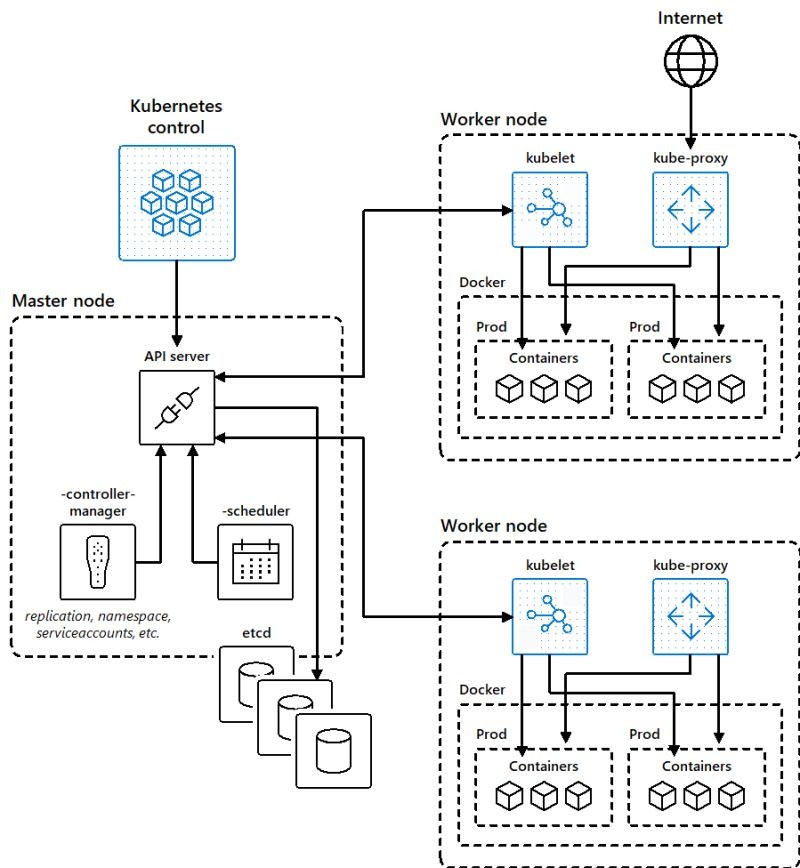 Internet
Kubernetes
control
Worker node
kubelet
kube-proxy
Docker
Prod
Prod
Containers
Containers
Master node
API server
-controller-
manager
-scheduler
replication, namespace,
serviceaccounts, etc.
etcd
Worker node
kubelet
kube-proxy
Docker
Prod
Prod
Containers
Containers